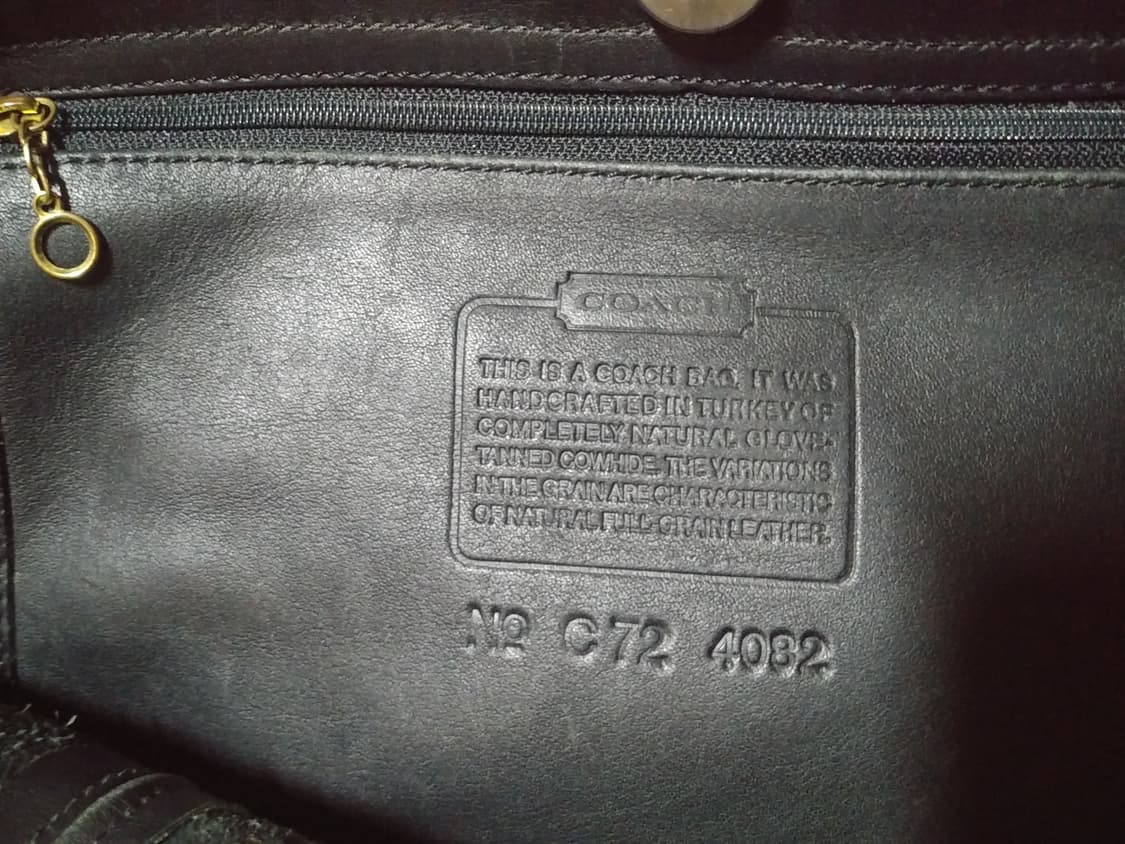 COACH
THIS IS A COACH BAG. IT WAS
HANDCRAFTED IN TURKEY OF
COMPLETELY NATURAL GLOVE-
TANNED COWHIDE. THE VARIATIONS
IN THE GRAIN ARE CHARACTERISTIC
OF NATURAL FULL-GRAIN LEATHER.
Nº C72 4082